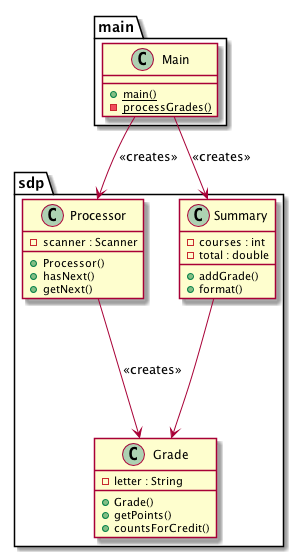 main
C Main
main()
processGrades()
«creates»
«creates»
sdp
C Processor
scanner : Scanner
Processor()
hasNext()
getNext()
C Summary
courses : int
total : double
addGrade()
format()
«creates»
C Grade
letter : String
Grade()
getPoints()
countsForCredit()